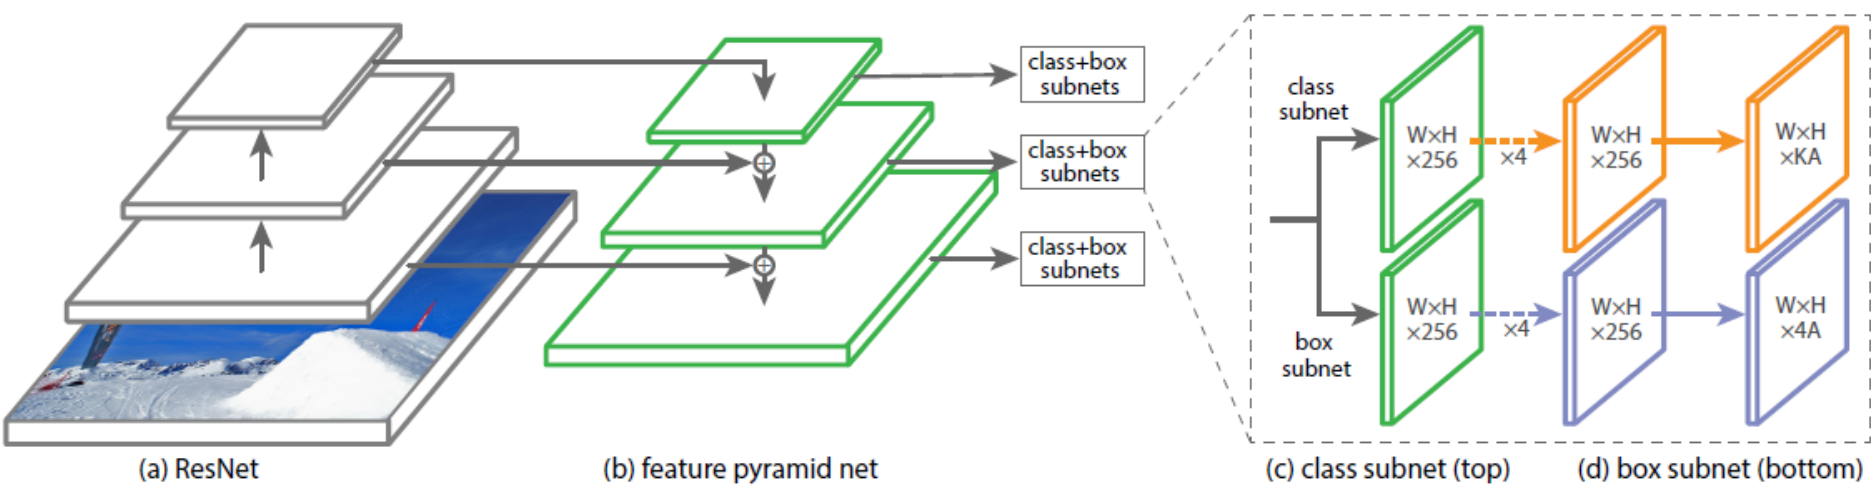 class+box
subnets
class+box
subnets
class+box
subnets
class
subnet
W×H
×256
×4
W×H
×256
W×H
×KA
box
subnet
W×H
×256
×4
W×H
×256
W×H
×4A
(a) ResNet
(b) feature pyramid net
(c) class subnet (top)
(d) box subnet (bottom)